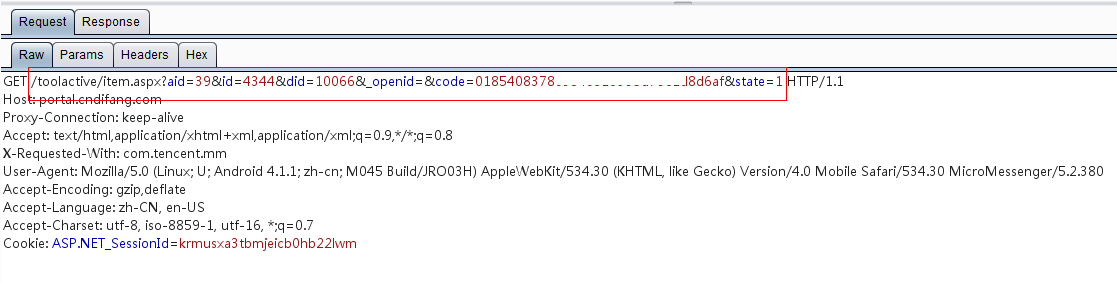 Request Response
Raw Params Headers Hex
GET /toolactive/item.aspx?aid=39&id=4344&did=10066&_openid=&code=0185408378 l8d6af&state=1 HTTP/1.1
Host: portal.cndifang.com
Proxy-Connection: keep-alive
Accept: text/html,application/xhtml+xml,application/xml;q=0.9,*/*;q=0.8
X-Requested-With: com.tencent.mm
User-Agent: Mozilla/5.0 (Linux; U; Android 4.1.1; zh-cn; M045 Build/JRO03H) AppleWebKit/534.30 (KHTML, like Gecko) Version/4.0 Mobile Safari/534.30 MicroMessenger/5.2.380
Accept-Encoding: gzip,deflate
Accept-Language: zh-CN, en-US
Accept-Charset: utf-8, iso-8859-1, utf-16, *;q=0.7
Cookie: ASP.NET_SessionId=krmusxa3tbmjeicb0hb22lwm